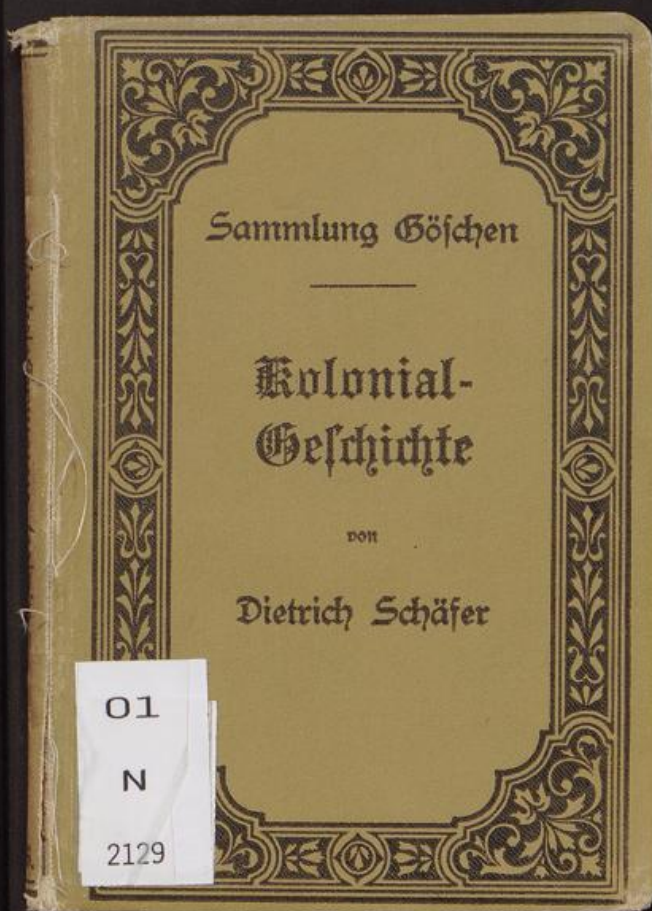 Sammlung Göschen
Kolonial-
Geschichte
von
Dietrich Schäfer
01
N
2129